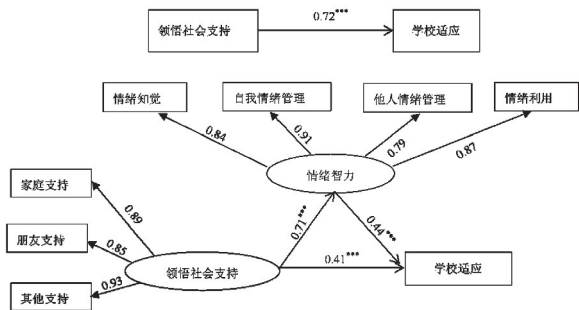 领悟社会支持
0.72***
学校适应
情绪知觉
自我情绪管理
他人情绪管理
情绪利用
0.84
0.91
0.79
0.87
情绪智力
家庭支持
0.89
朋友支持
0.85
其他支持
0.93
领悟社会支持
0.71***
0.44***
0.41***
学校适应